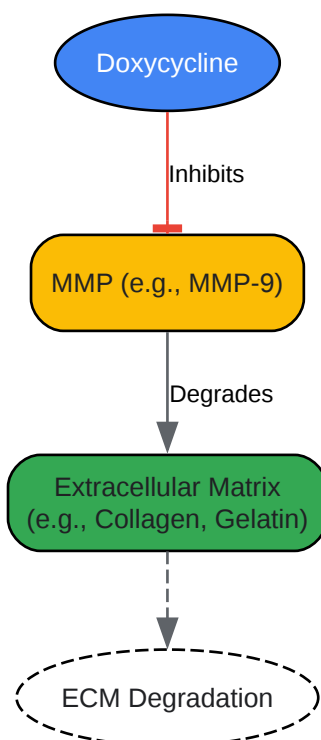 Doxycycline
Inhibits
MMP (e.g., MMP-9)
Degrades
Extracellular Matrix
(e.g., Collagen, Gelatin)
ECM Degradation